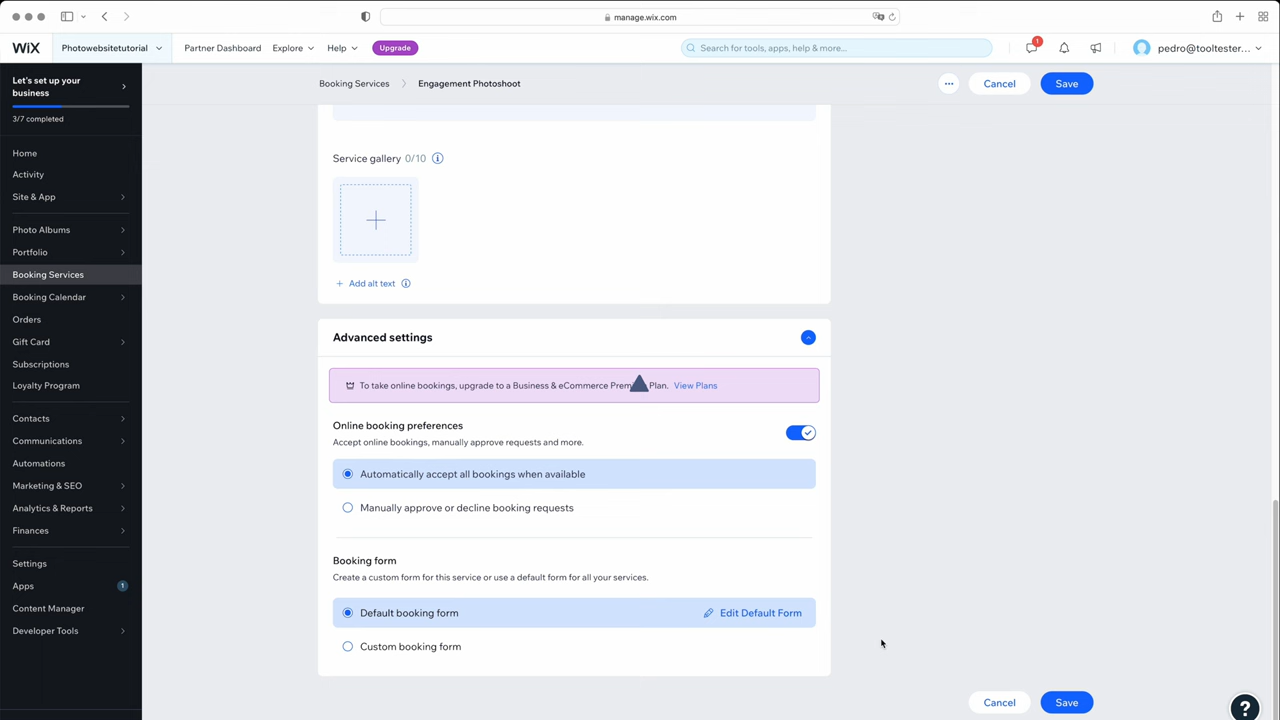 manage.wix.com
WiX
Photowebsitetutorial
Partner Dashboard
Explore
Help
Upgrade
Search for tools, apps, help & more...
1
pedro@tooltester...
Let's set up your
business
3/7 completed
Home
Activity
Site & App
Photo Albums
Portfolio
Booking Services
Booking Calendar
Orders
Gift Card
Subscriptions
Loyalty Program
Contacts
Communications
Automations
Marketing & SEO
Analytics & Reports
Finances
Settings
Apps 1
Content Manager
Developer Tools
Booking Services > Engagement Photoshoot
... Cancel Save
Service gallery 0/10
+ Add alt text
Advanced settings
To take online bookings, upgrade to a Business & eCommerce Plan. View Plans
Online booking preferences
Accept online bookings, manually approve requests and more.
Automatically accept all bookings when available
Manually approve or decline booking requests
Booking form
Create a custom form for this service or use a default form for all your services.
Default booking form Edit Default Form
Custom booking form
Cancel Save
?